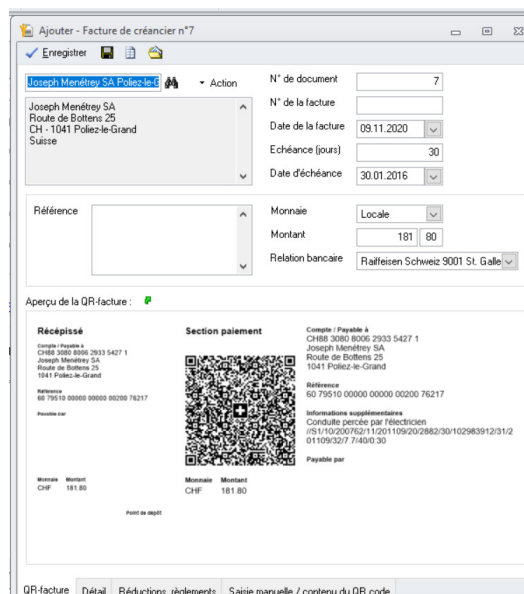 Ajouter - Facture de créancier n°7
Enregistrer
Joseph Menétrey SA Poliez-le-G
Action
N° de document 7
Joseph Menétrey SA
Route de Bottens 25
CH - 1041 Poliez-le-Grand
Suisse
N° de la facture
Date de la facture 09.11.2020
Echéance (jours) 30
Date d'échéance 30.01.2016
Référence
Monnaie Locale
Montant 181 80
Relation bancaire Raiffeisen Schweiz 9001 St. Galle
Aperçu de la QR-facture :
Récépissé
Compte / Payable à
CH88 3080 8006 2933 5427 1
Joseph Menétrey SA
Route de Bottens 25
1041 Poliez-le-Grand
Référence
60 79510 00000 00000 00200 76217
Payable par
Monnaie Montant
CHF 181.80
Point de dépôt
Section paiement
Monnaie Montant
CHF 181.80
Compte / Payable à
CH88 3080 8006 2933 5427 1
Joseph Menétrey SA
Route de Bottens 25
1041 Poliez-le-Grand
Référence
60 79510 00000 00000 00200 76217
Informations supplémentaires
Conduite percée par l'électricien
//S1/10/200762/11/201109/20/2882/30/102983912/31/2
01109/32/7.7/40/0:30
Payable par
QR-facture Détail Réductions, règlements Saisie manuelle / contenu du QR code